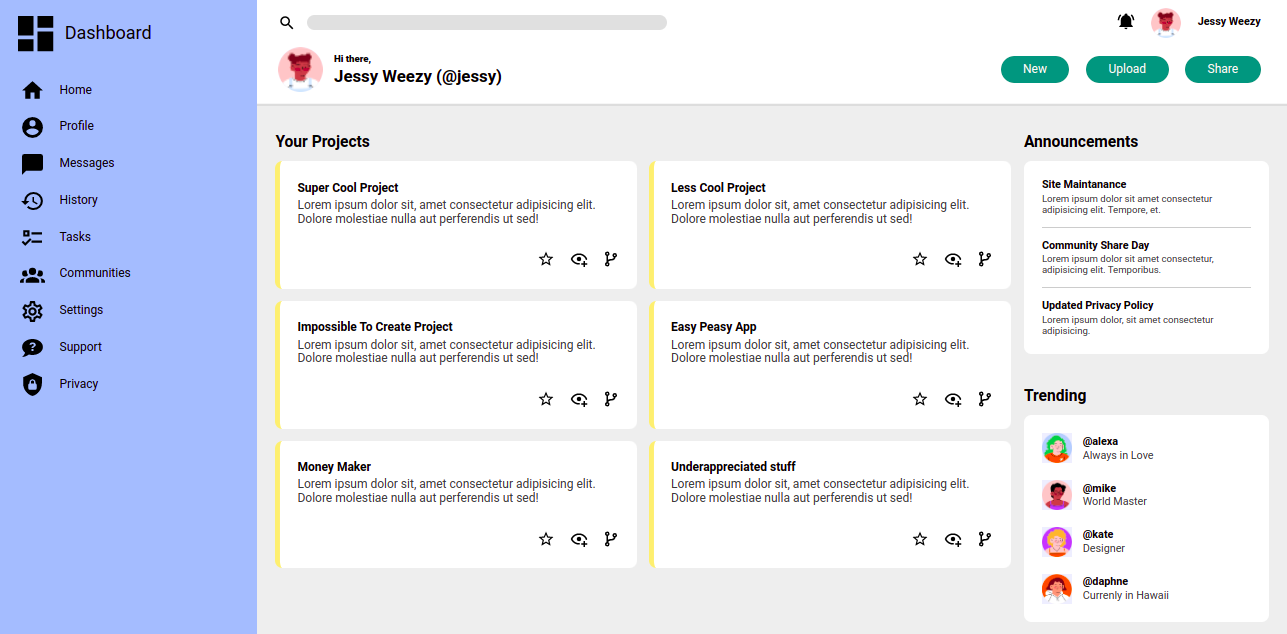 Dashboard
Home
Profile
Messages
History
Tasks
Communities
Settings
Support
Privacy
Jessy Weezy
Hi there,
Jessy Weezy (@jessy)
New
Upload
Share
Your Projects
Super Cool Project
Lorem ipsum dolor sit, amet consectetur adipisicing elit.
Dolore molestiae nulla aut perferendis ut sed!
Less Cool Project
Lorem ipsum dolor sit, amet consectetur adipisicing elit.
Dolore molestiae nulla aut perferendis ut sed!
Impossible To Create Project
Lorem ipsum dolor sit, amet consectetur adipisicing elit.
Dolore molestiae nulla aut perferendis ut sed!
Easy Peasy App
Lorem ipsum dolor sit, amet consectetur adipisicing elit.
Dolore molestiae nulla aut perferendis ut sed!
Money Maker
Lorem ipsum dolor sit, amet consectetur adipisicing elit.
Dolore molestiae nulla aut perferendis ut sed!
Underappreciated stuff
Lorem ipsum dolor sit, amet consectetur adipisicing elit.
Dolore molestiae nulla aut perferendis ut sed!
Announcements
Site Maintanance
Lorem ipsum dolor sit amet consectetur
adipisicing elit. Tempore, et.
Community Share Day
Lorem ipsum dolor sit amet consectetur,
adipisicing elit. Temporibus.
Updated Privacy Policy
Lorem ipsum dolor, sit amet consectetur
adipisicing.
Trending
@alexa
Always in Love
@mike
World Master
@kate
Designer
@daphne
Currenly in Hawaii